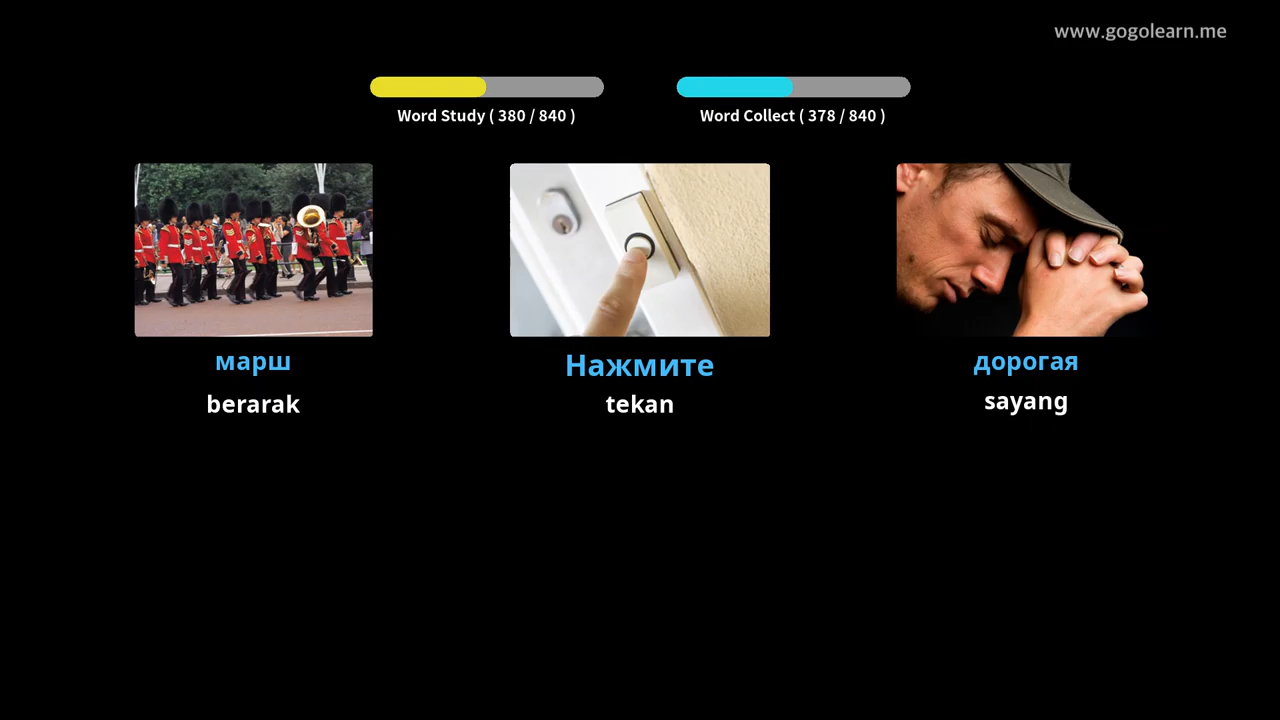 www.gogolearn.me
Word Study ( 380 / 840 )
Word Collect ( 378 / 840 )
марш
berarak
Нажмите
tekan
дорогая
sayang